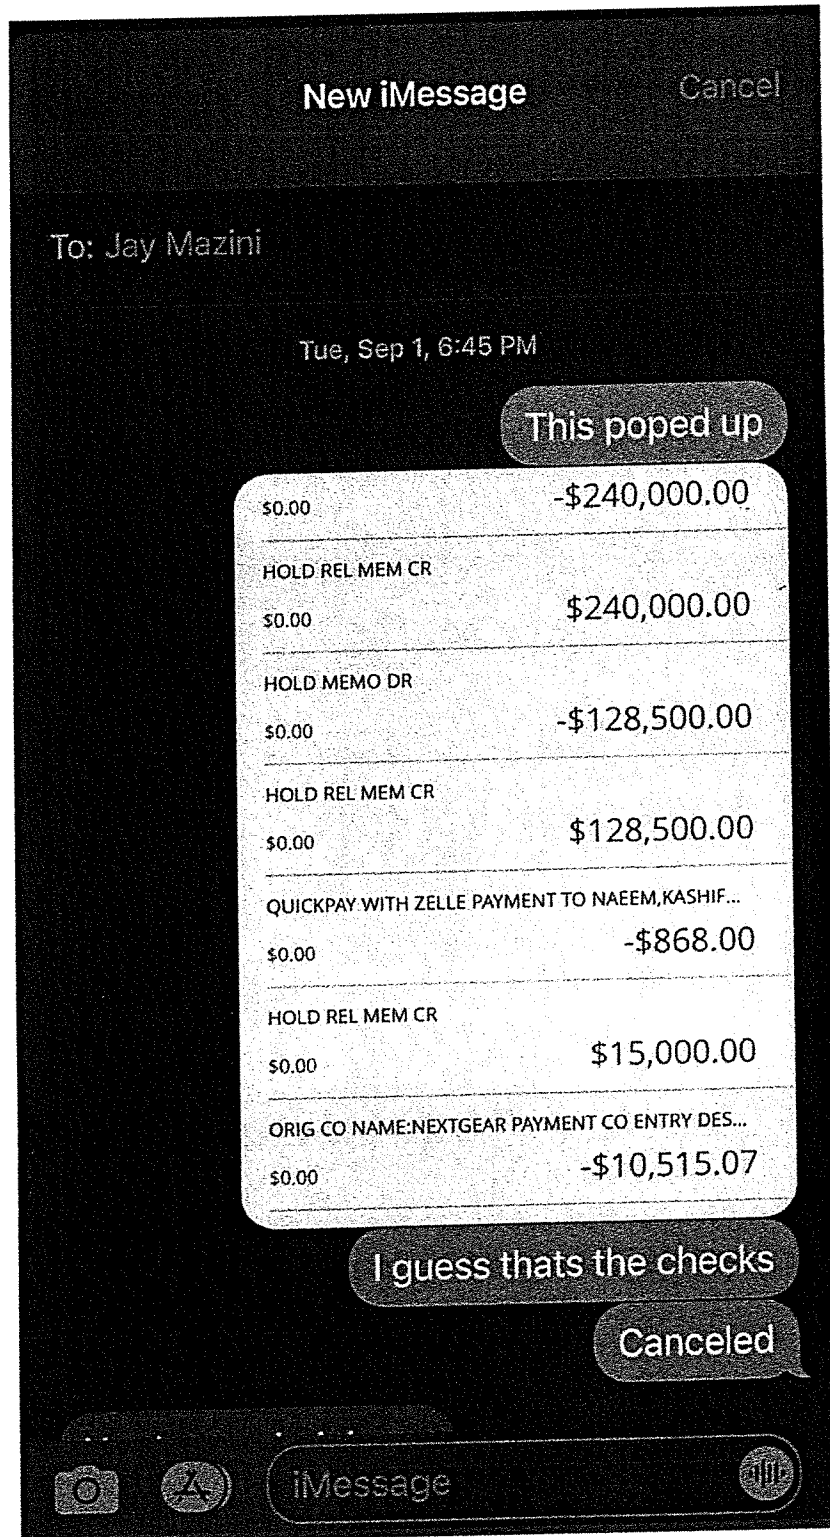 New iMessage
Cancel
To: Jay Mazini
Tue, Sep 1, 6:45 PM
This poped up
$0.00 -$240,000.00
HOLD REL MEM CR
$0.00 $240,000.00
HOLD MEMO DR
$0.00 -$128,500.00
HOLD REL MEM CR
$0.00 $128,500.00
QUICKPAY WITH ZELLE PAYMENT TO NAEEM,KASHIF...
$0.00 -$868.00
HOLD REL MEM CR
$0.00 $15,000.00
ORIG CO NAME:NEXTGEAR PAYMENT CO ENTRY DES...
$0.00 -$10,515.07
I guess thats the checks
Canceled
iMessage